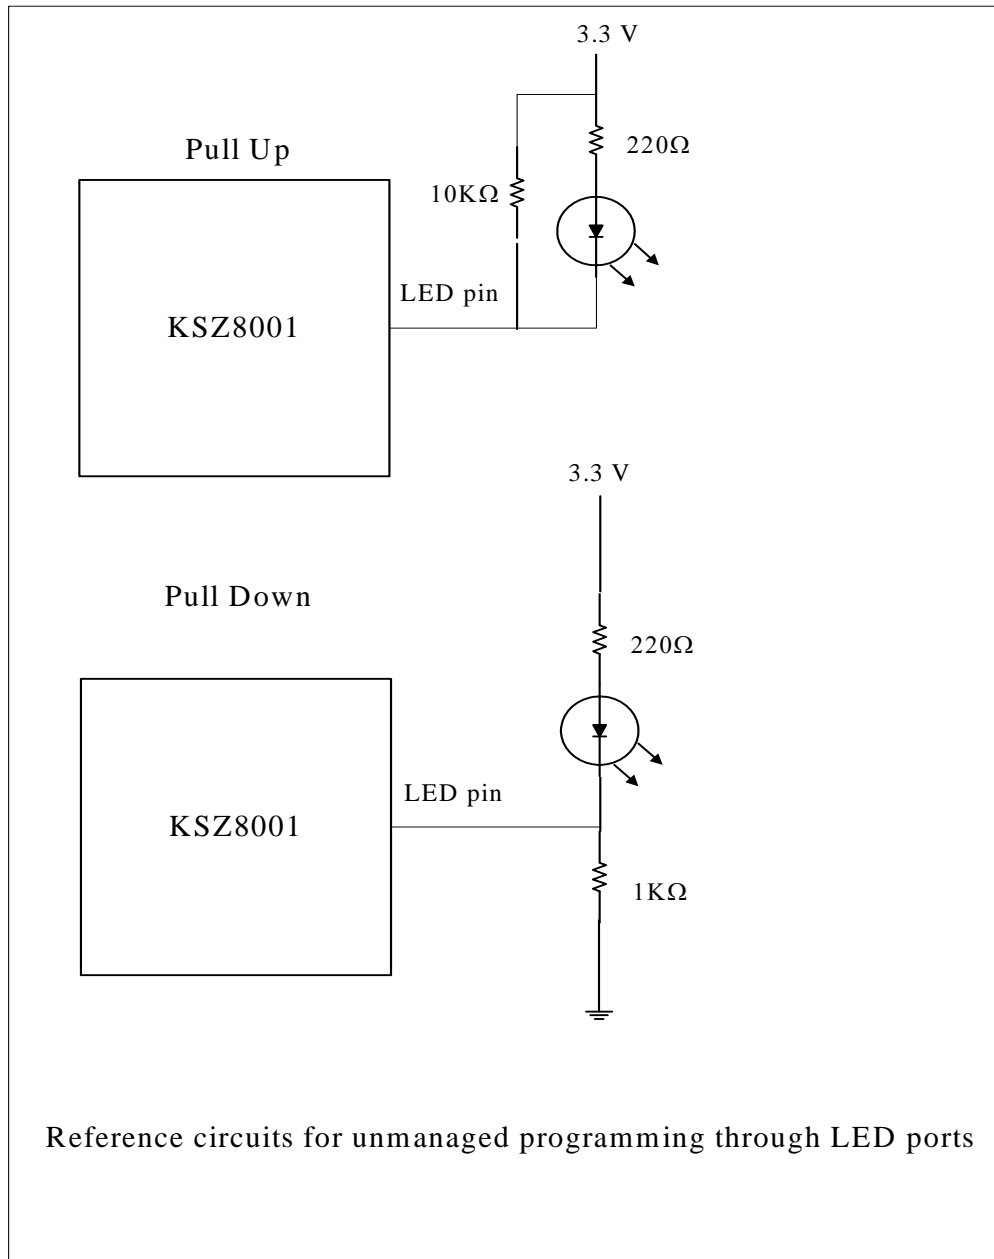 3.3 V
Pull Up
220Ω
10KΩ
LED pin
KSZ8001
3.3 V
Pull Down
220Ω
LED pin
KSZ8001
1KΩ
Reference circuits for unmanaged programming through LED ports